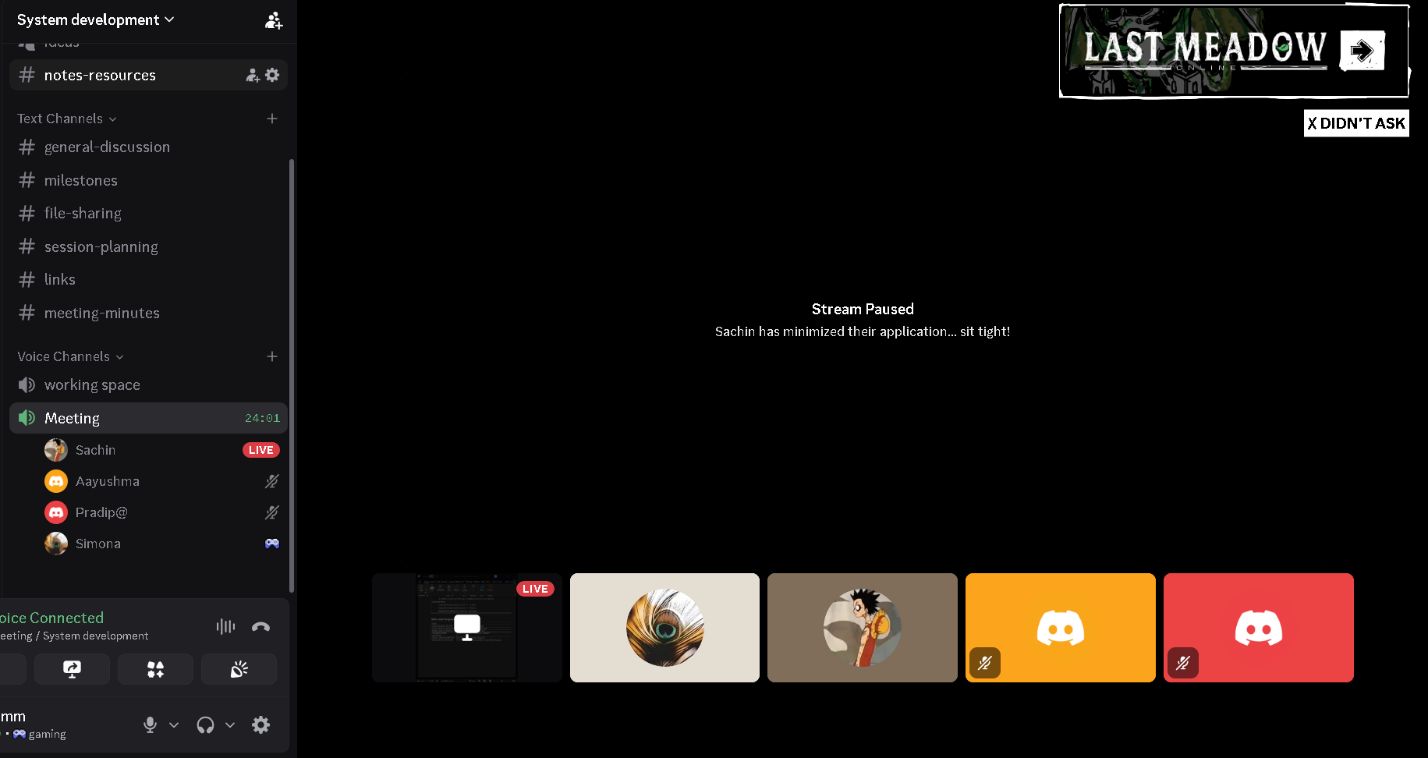 System development
ideas
notes-resources
Text Channels
general-discussion
milestones
file-sharing
session-planning
links
meeting-minutes
Voice Channels
working space
Meeting 24:01
Sachin LIVE
Aayushma
Pradip@
Simona
oice Connected
eeting / System development
mm
gaming
LAST MEADOW
ONLINE
X DIDN'T ASK
Stream Paused
Sachin has minimized their application... sit tight!
LIVE